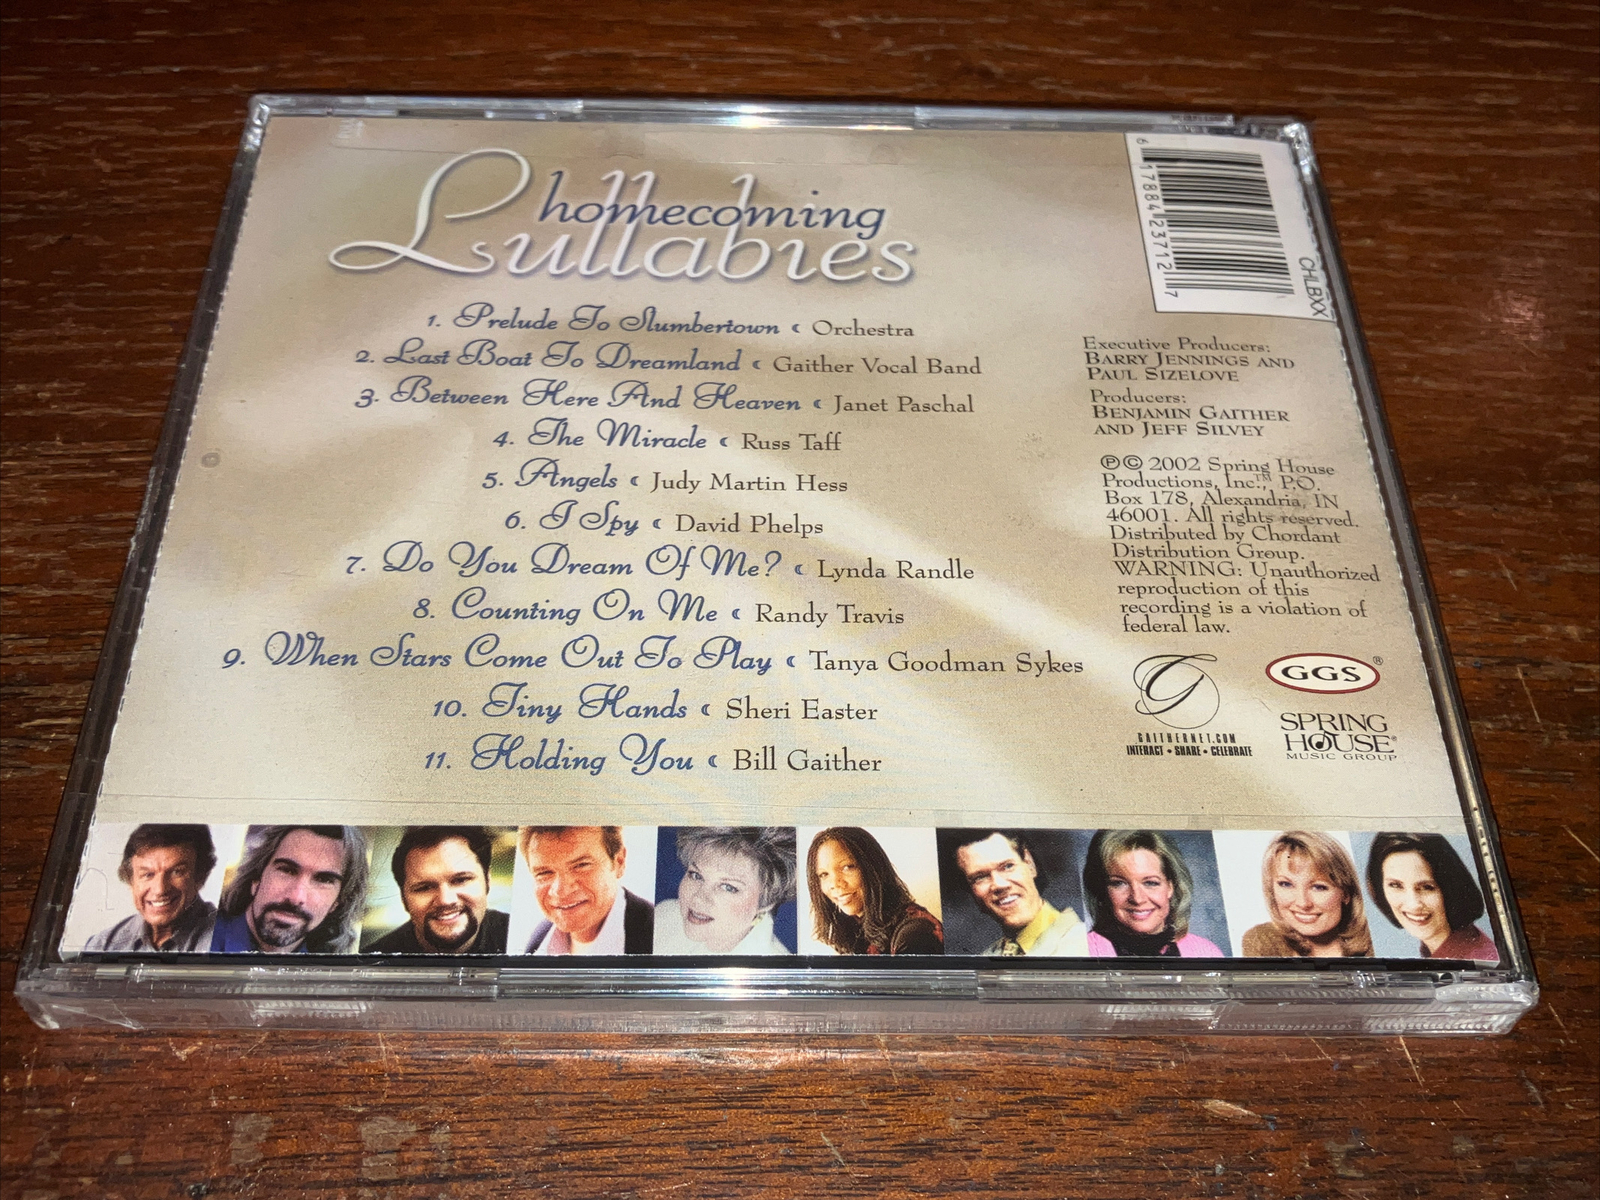 homecoming
Lullabies
1. Prelude To Slumbertown Orchestra
2. Last Boat To Dreamland Gaither Vocal Band
3. Between Here And Heaven Janet Paschal
4. The Miracle Russ Taff
5. Angels Judy Martin Hess
6. I Spy David Phelps
7. Do You Dream Of Me? Lynda Randle
8. Counting On Me Randy Travis
9. When Stars Come Out To Play Tanya Goodman Sykes
10. Tiny Hands Sheri Easter
11. Holding You Bill Gaither
6 17884 23712 7
CHLBXX
Executive Producers:
BARRY JENNINGS AND
PAUL SIZELOVE
Producers:
BENJAMIN GAITHER
AND JEFF SILVEY
℗© 2002 Spring House
Productions, Inc.™, P.O.
Box 178, Alexandria, IN
46001. All rights reserved.
Distributed by Chordant
Distribution Group.
WARNING: Unauthorized
reproduction of this
recording is a violation of
federal law.
G
GAITHERNET.COM
INTERACT • SHARE • CELEBRATE
GGS®
SPRING
HOUSE®
MUSIC GROUP